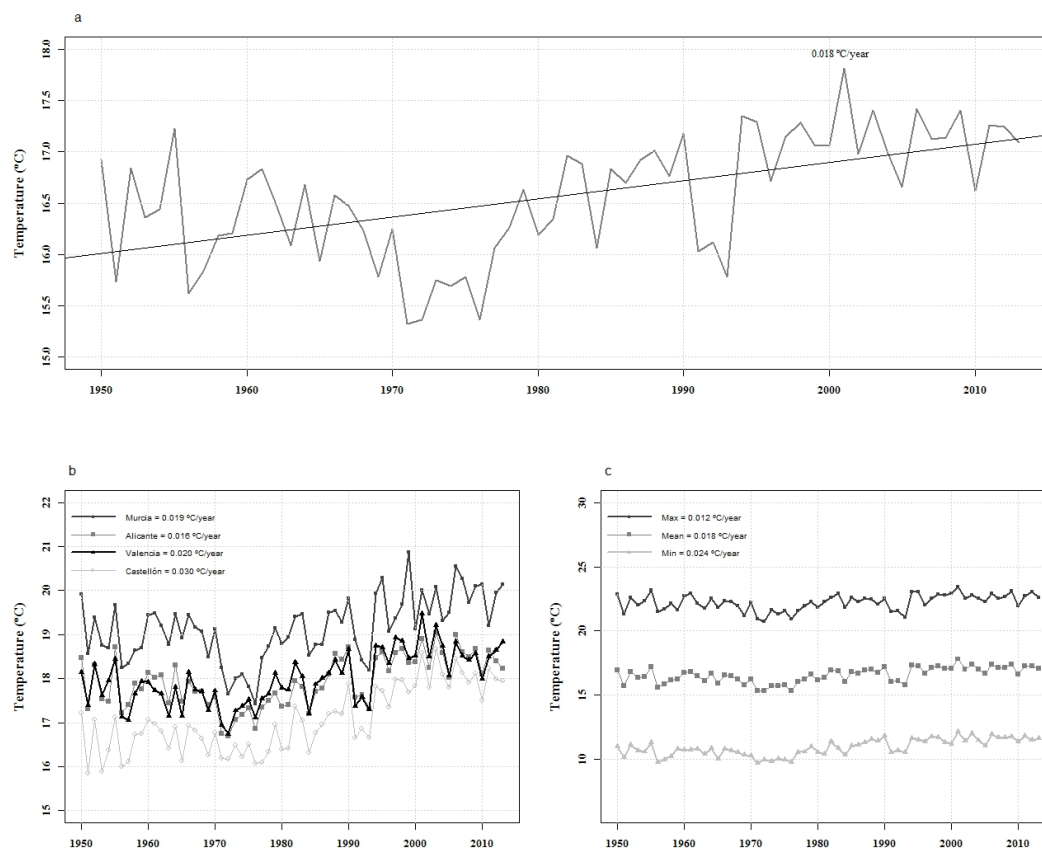 a
0.018 ºC/year
Temperature (ºC)
18.0
17.5
17.0
16.5
16.0
15.5
15.0
1950 1960 1970 1980 1990 2000 2010
b
Temperature (ºC)
22
21
20
19
18
17
16
15
Murcia = 0.019 ºC/year
Alicante = 0.016 ºC/year
Valencia = 0.020 ºC/year
Castellón = 0.030 ºC/year
1950 1960 1970 1980 1990 2000 2010
c
Temperature (ºC)
30
25
20
15
10
Max = 0.012 ºC/year
Mean = 0.018 ºC/year
Min = 0.024 ºC/year
1950 1960 1970 1980 1990 2000 2010